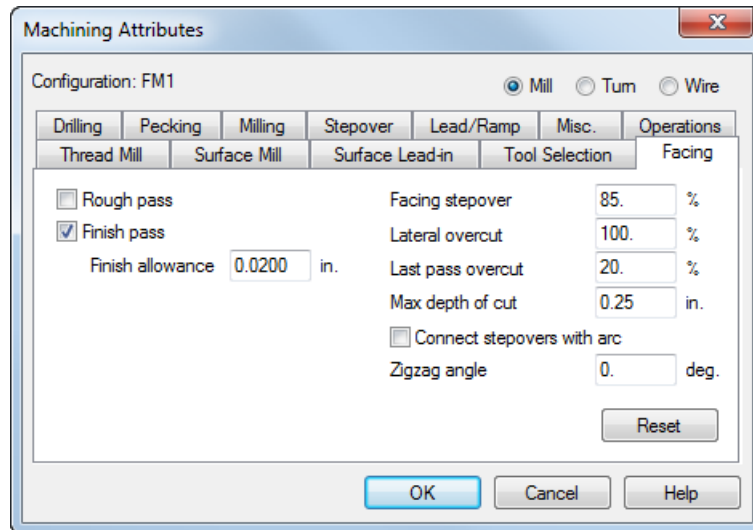 Machining Attributes
Configuration: FM1 Mill Turn Wire
Drilling Pecking Milling Stepover Lead/Ramp Misc. Operations
Thread Mill Surface Mill Surface Lead-in Tool Selection Facing
Rough pass Facing stepover 85. %
Finish pass Lateral overcut 100. %
Finish allowance 0.0200 in. Last pass overcut 20. %
Max depth of cut 0.25 in.
Connect stepovers with arc
Zigzag angle 0. deg.
Reset
OK Cancel Help